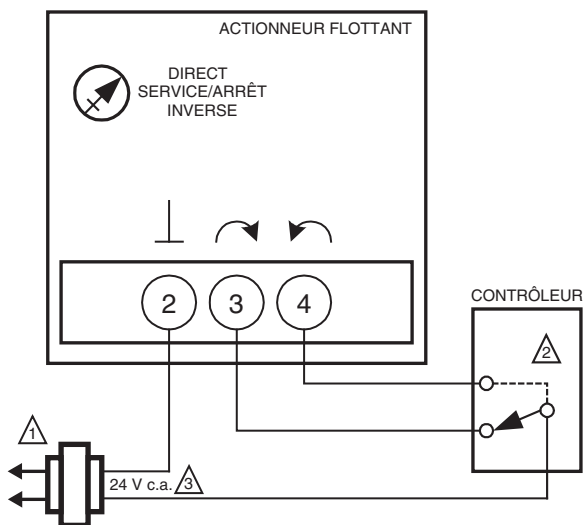 ACTIONNEUR FLOTTANT
DIRECT
SERVICE/ARRÊT
INVERSE
2 3 4
CONTRÔLEUR
2
1
24 V c.a. 3